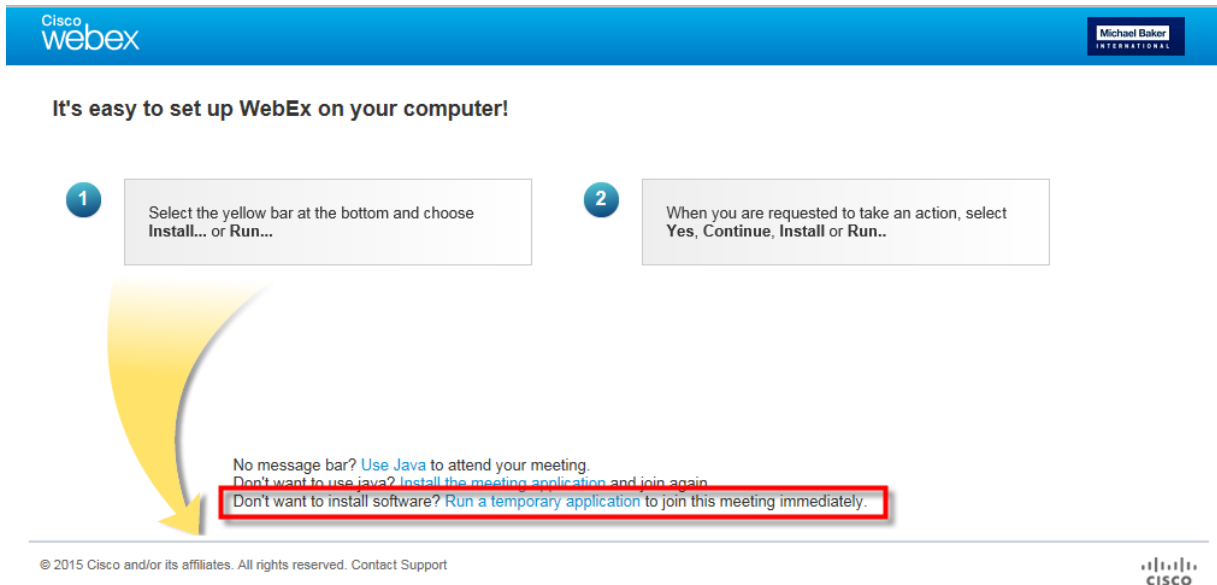 Cisco
webex
Michael Baker
INTERNATIONAL
It's easy to set up WebEx on your computer!
1
Select the yellow bar at the bottom and choose
Install... or Run...
2
When you are requested to take an action, select
Yes, Continue, Install or Run..
No message bar? Use Java to attend your meeting.
Don't want to use java? Install the meeting application and join again.
Don't want to install software? Run a temporary application to join this meeting immediately.
© 2015 Cisco and/or its affiliates. All rights reserved. Contact Support
CISCO